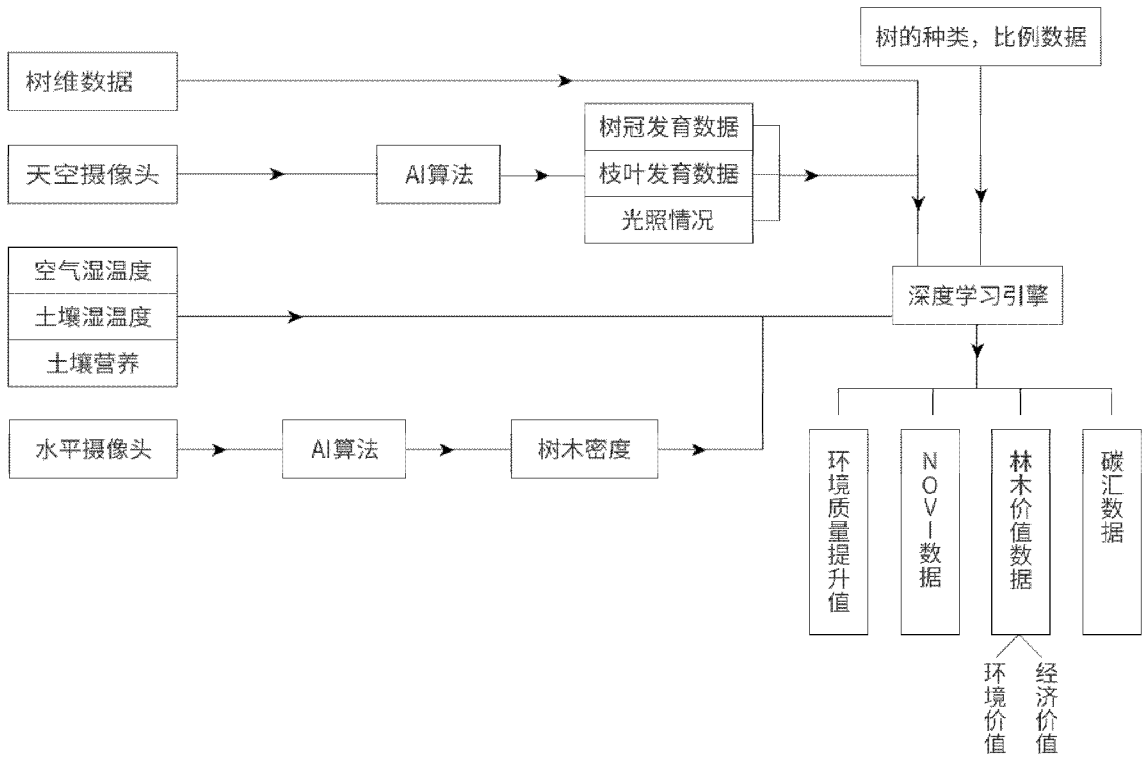 树的种类，比例数据
树维数据
树冠发育数据
天空摄像头
AI算法
枝叶发育数据
光照情况
空气湿温度
土壤湿温度
土壤营养
深度学习引擎
水平摄像头
AI算法
树木密度
环境质量提升值
NOVI数据
林木价值数据
碳汇数据
环境价值
经济价值